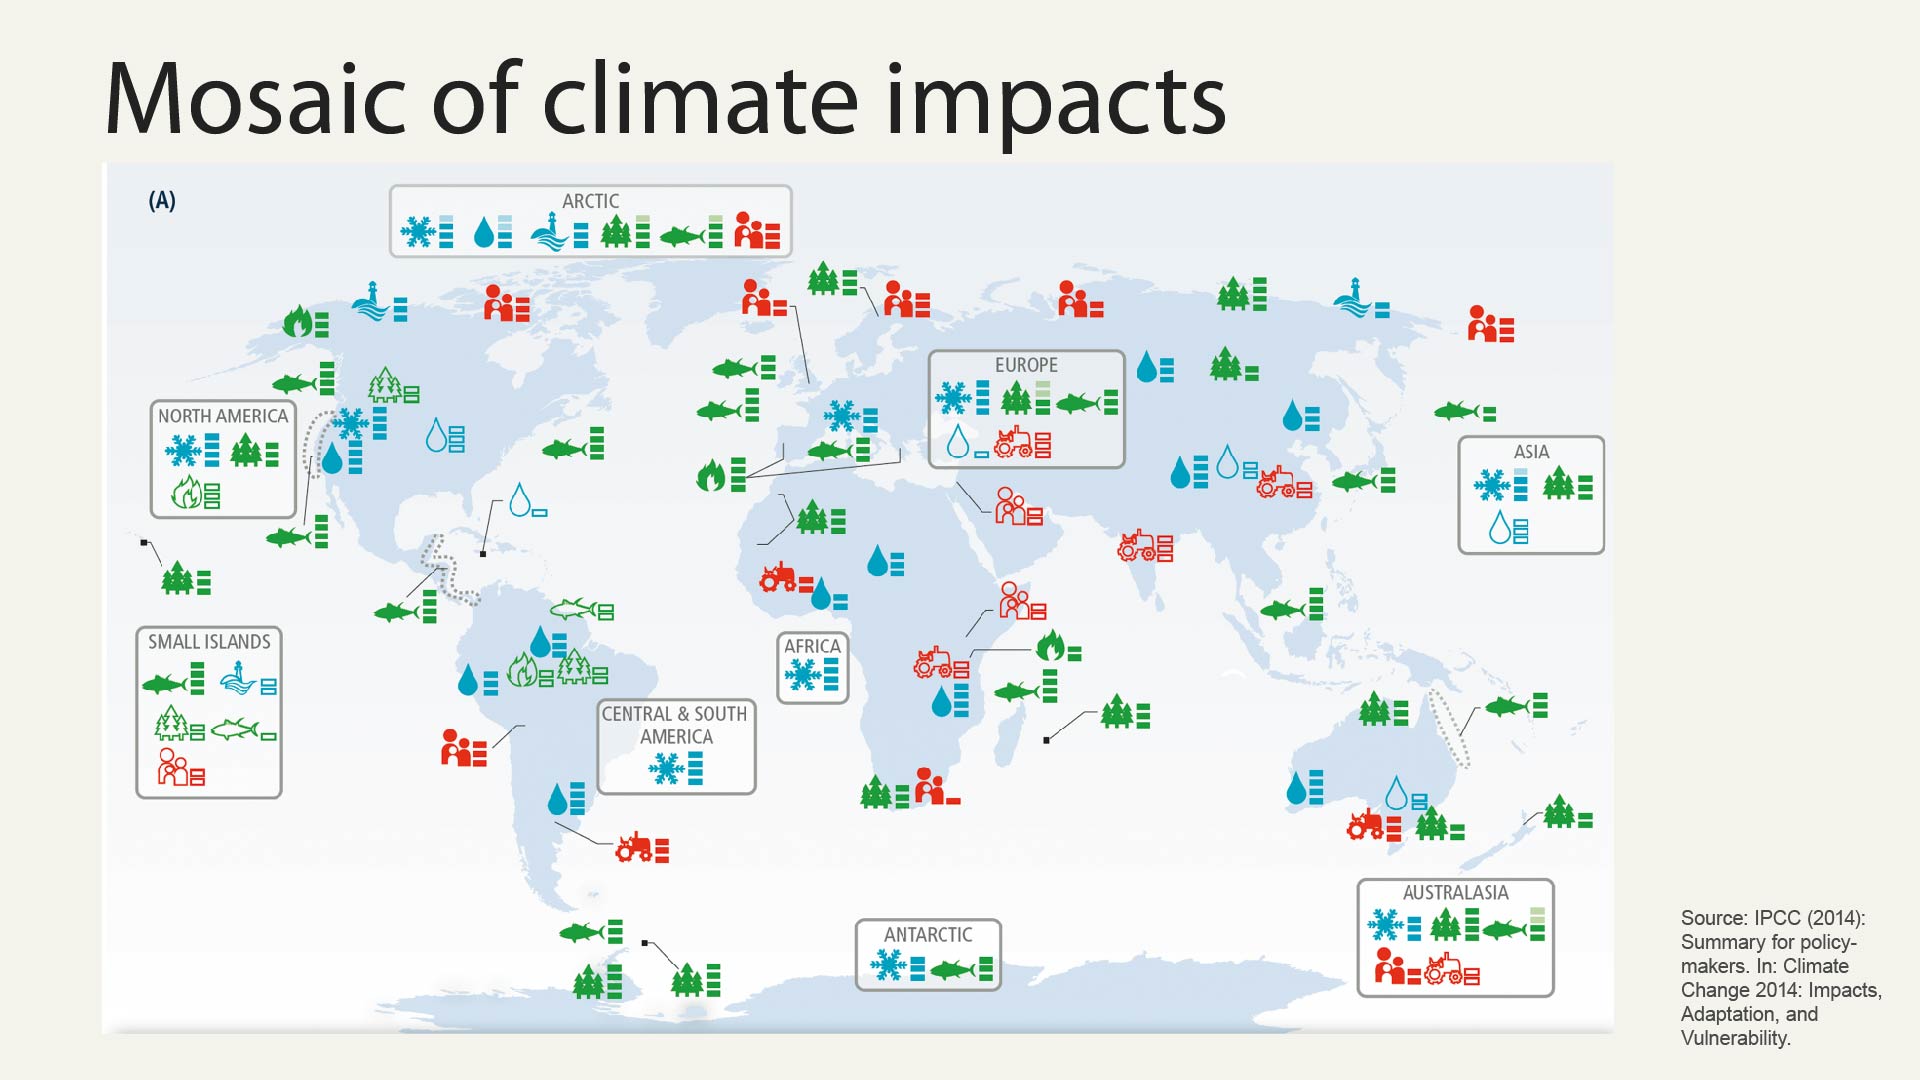 Mosaic of climate impacts
(A)
ARCTIC
EUROPE
NORTH AMERICA
ASIA
SMALL ISLANDS
AFRICA
CENTRAL & SOUTH
AMERICA
AUSTRALASIA
ANTARCTIC
Source: IPCC (2014):
Summary for policy-
makers. In: Climate
Change 2014: Impacts,
Adaptation, and
Vulnerability.